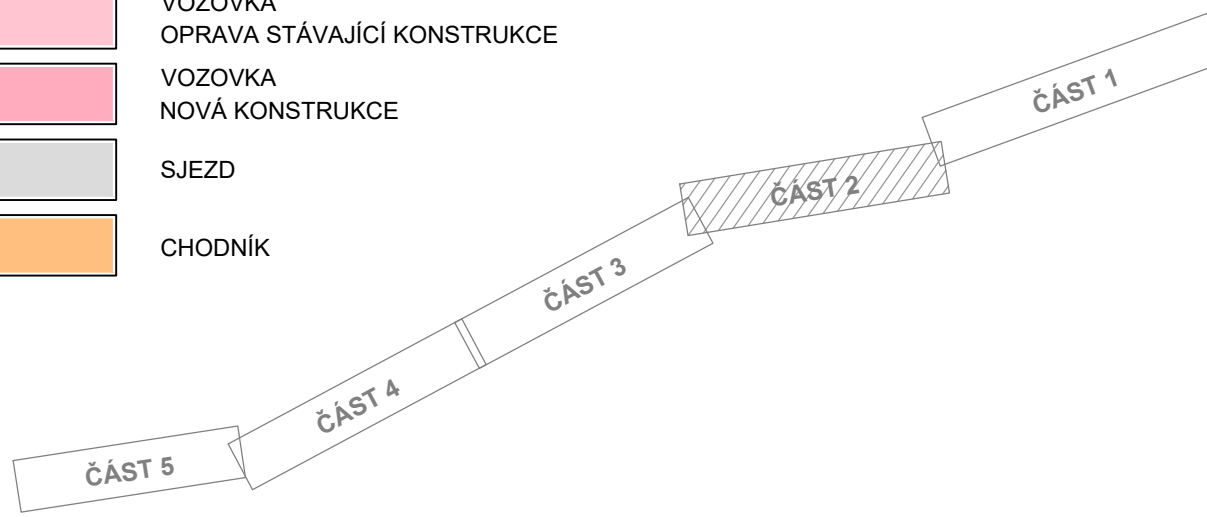 VOZOVKA
OPRAVA STÁVAJÍCÍ KONSTRUKCE
VOZOVKA
NOVÁ KONSTRUKCE
SJEZD
CHODNÍK
ČÁST 1
ČÁST 2
ČÁST 3
ČÁST 4
ČÁST 5